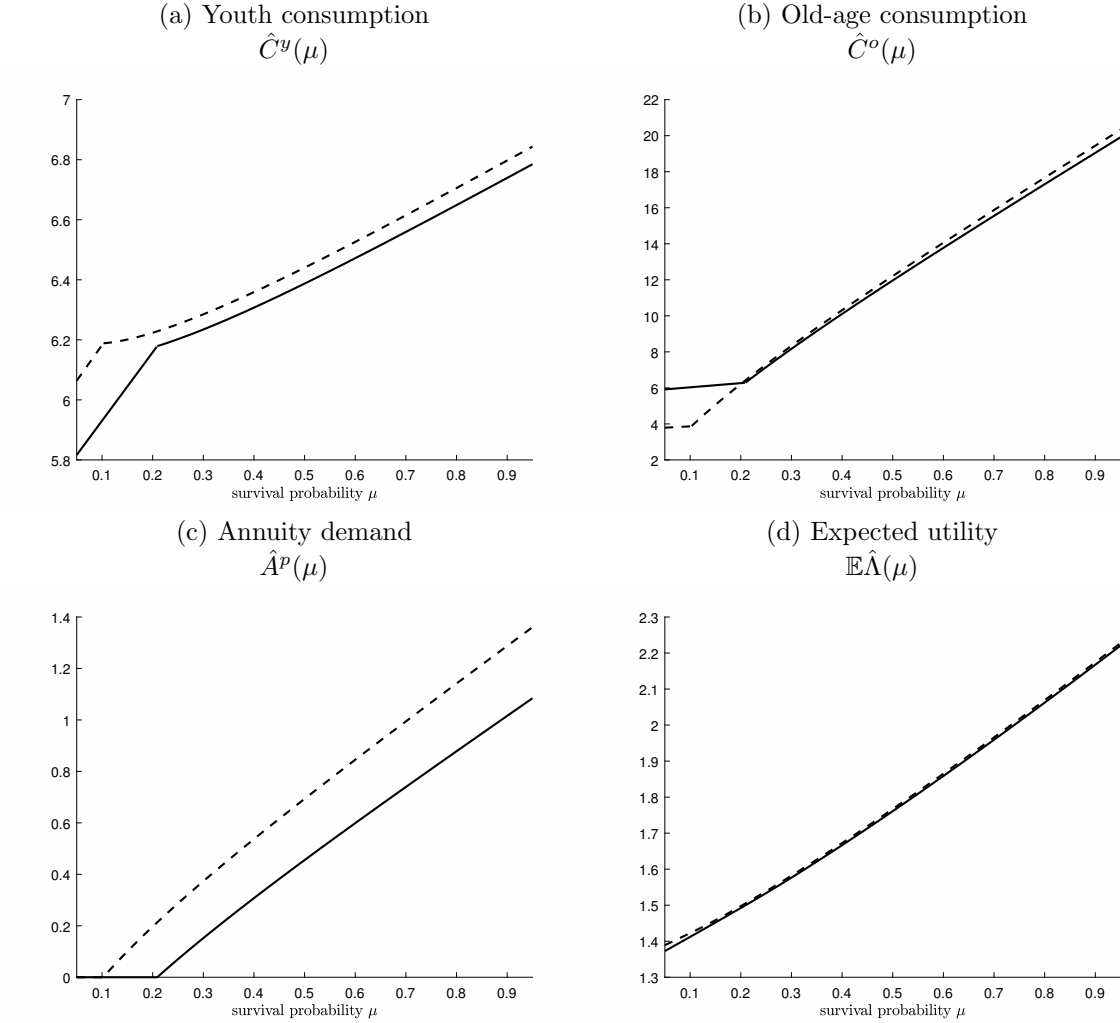 (a) Youth consumption
Ĉʸ(μ)
7
6.8
6.6
6.4
6.2
6
5.8
0.1 0.2 0.3 0.4 0.5 0.6 0.7 0.8 0.9
survival probability μ
(b) Old-age consumption
Ĉᵒ(μ)
22
20
18
16
14
12
10
8
6
4
2
0.1 0.2 0.3 0.4 0.5 0.6 0.7 0.8 0.9
survival probability μ
(c) Annuity demand
Âᵖ(μ)
1.4
1.2
1
0.8
0.6
0.4
0.2
0
0.1 0.2 0.3 0.4 0.5 0.6 0.7 0.8 0.9
survival probability μ
(d) Expected utility
𝔼Λ̂(μ)
2.3
2.2
2.1
2
1.9
1.8
1.7
1.6
1.5
1.4
1.3
0.1 0.2 0.3 0.4 0.5 0.6 0.7 0.8 0.9
survival probability μ